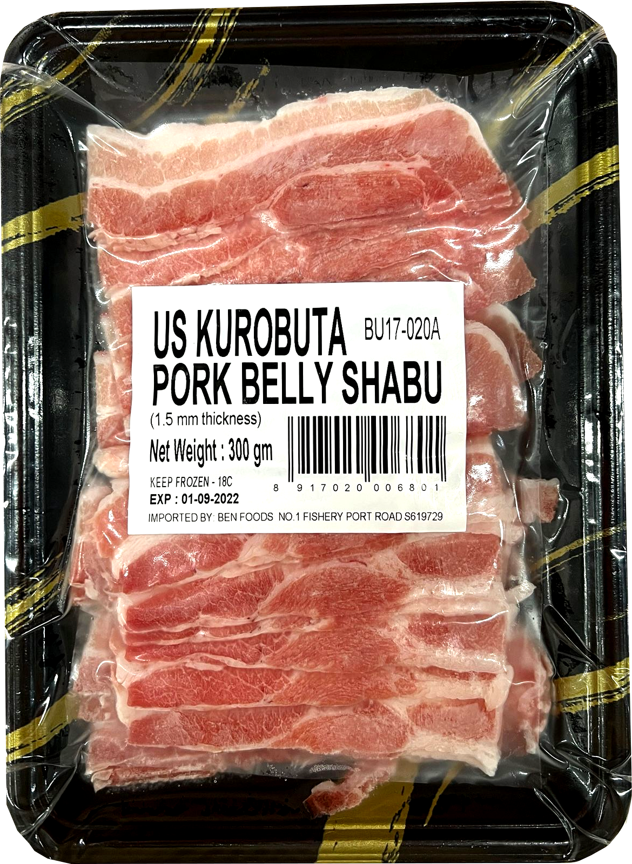 US KUROBUTA BU17-020A
PORK BELLY SHABU
(1.5 mm thickness)
Net Weight : 300 gm
KEEP FROZEN - 18C
8 917020 006801
EXP : 01-09-2022
IMPORTED BY BEN FOODS NO.1 FISHERY PORT ROAD S619729